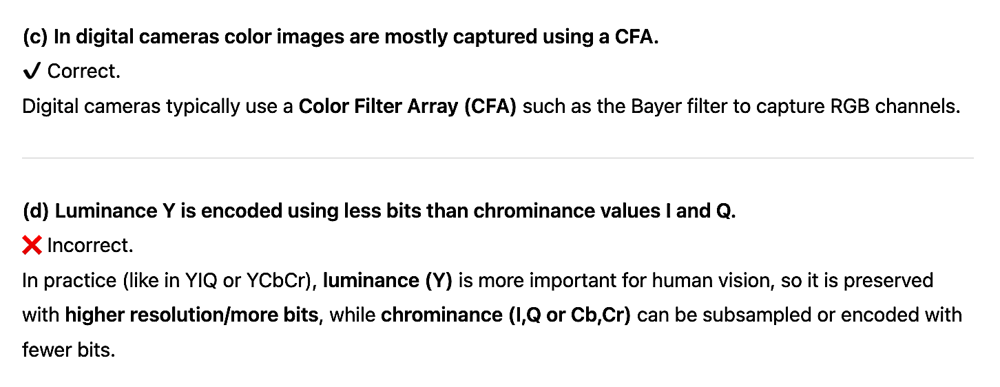 (c) In digital cameras color images are mostly captured using a CFA.
✔ Correct.
Digital cameras typically use a Color Filter Array (CFA) such as the Bayer filter to capture RGB channels.
(d) Luminance Y is encoded using less bits than chrominance values I and Q.
❌ Incorrect.
In practice (like in YIQ or YCbCr), luminance (Y) is more important for human vision, so it is preserved
with higher resolution/more bits, while chrominance (I,Q or Cb,Cr) can be subsampled or encoded with
fewer bits.